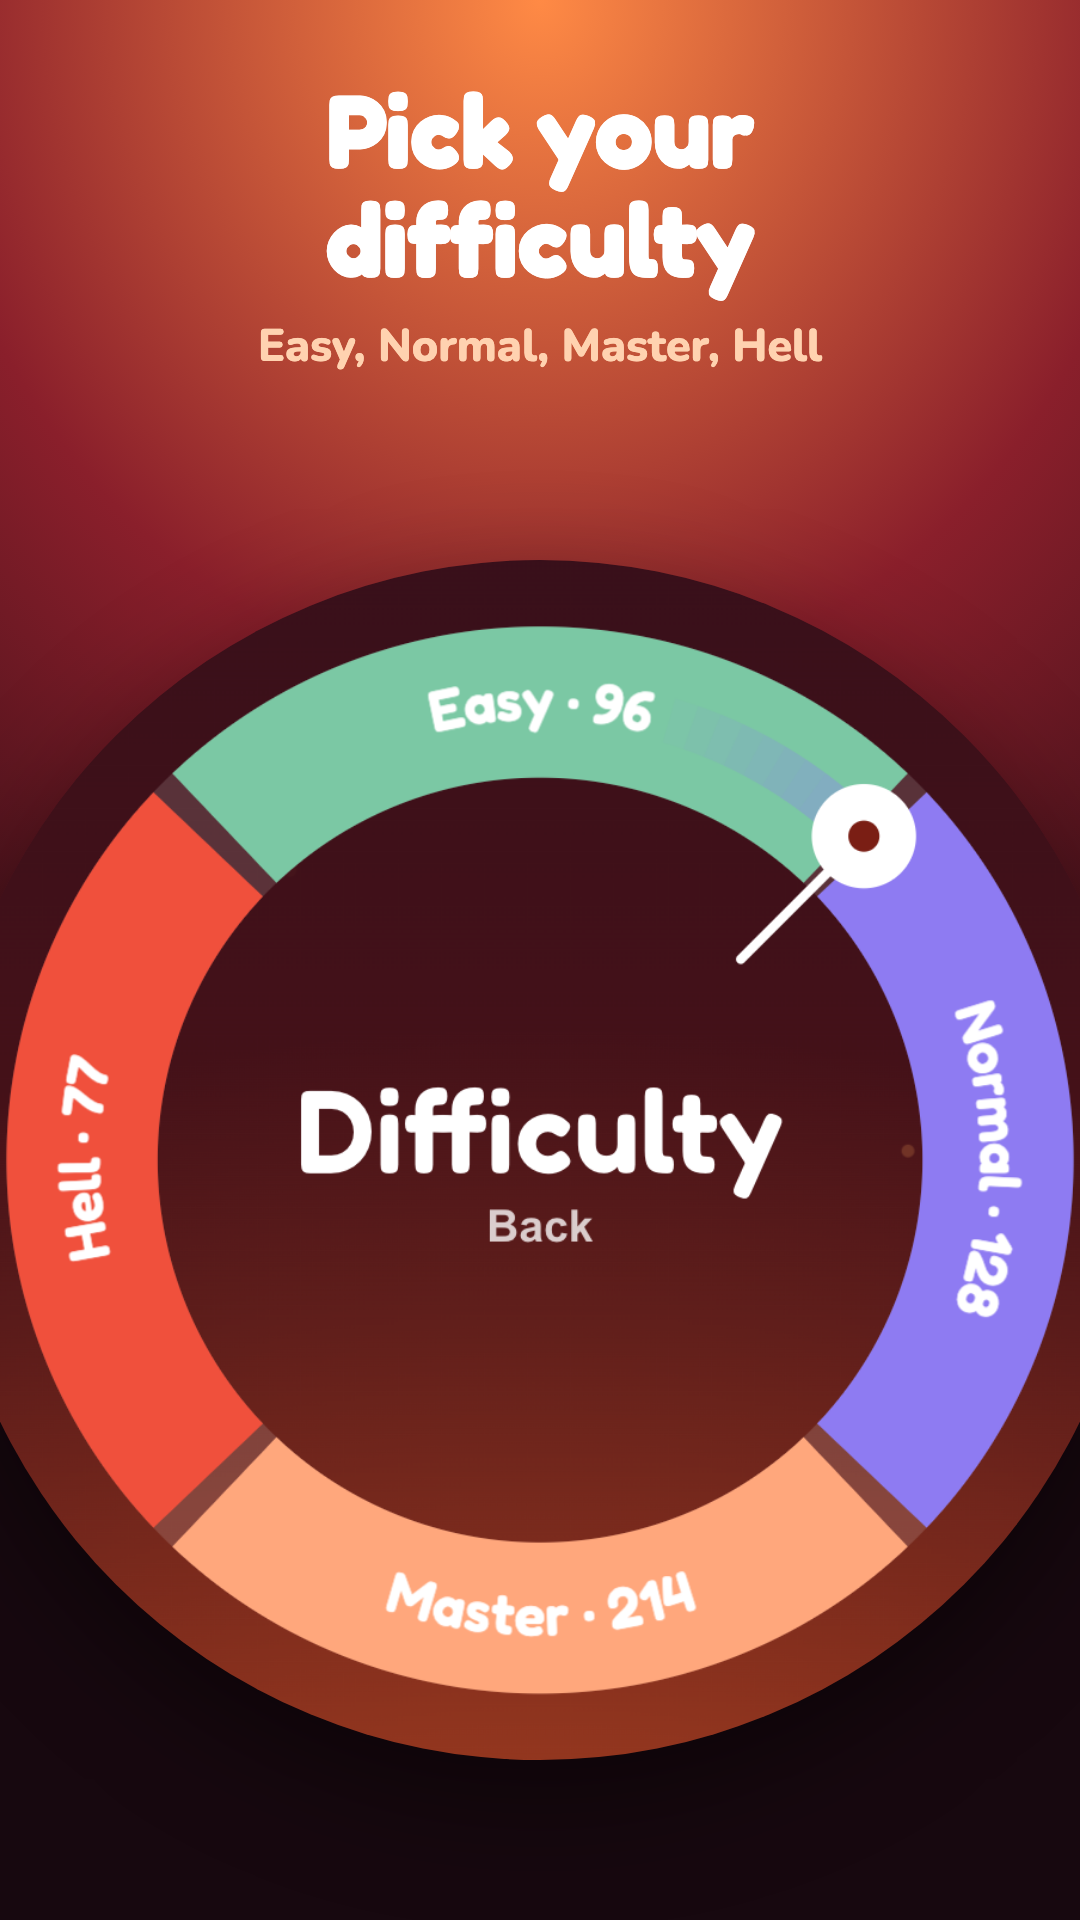 Pick your
difficulty
Easy, Normal, Master, Hell
Easy · 96
Normal · 128
Hell · 77
Difficulty
Back
Master · 214